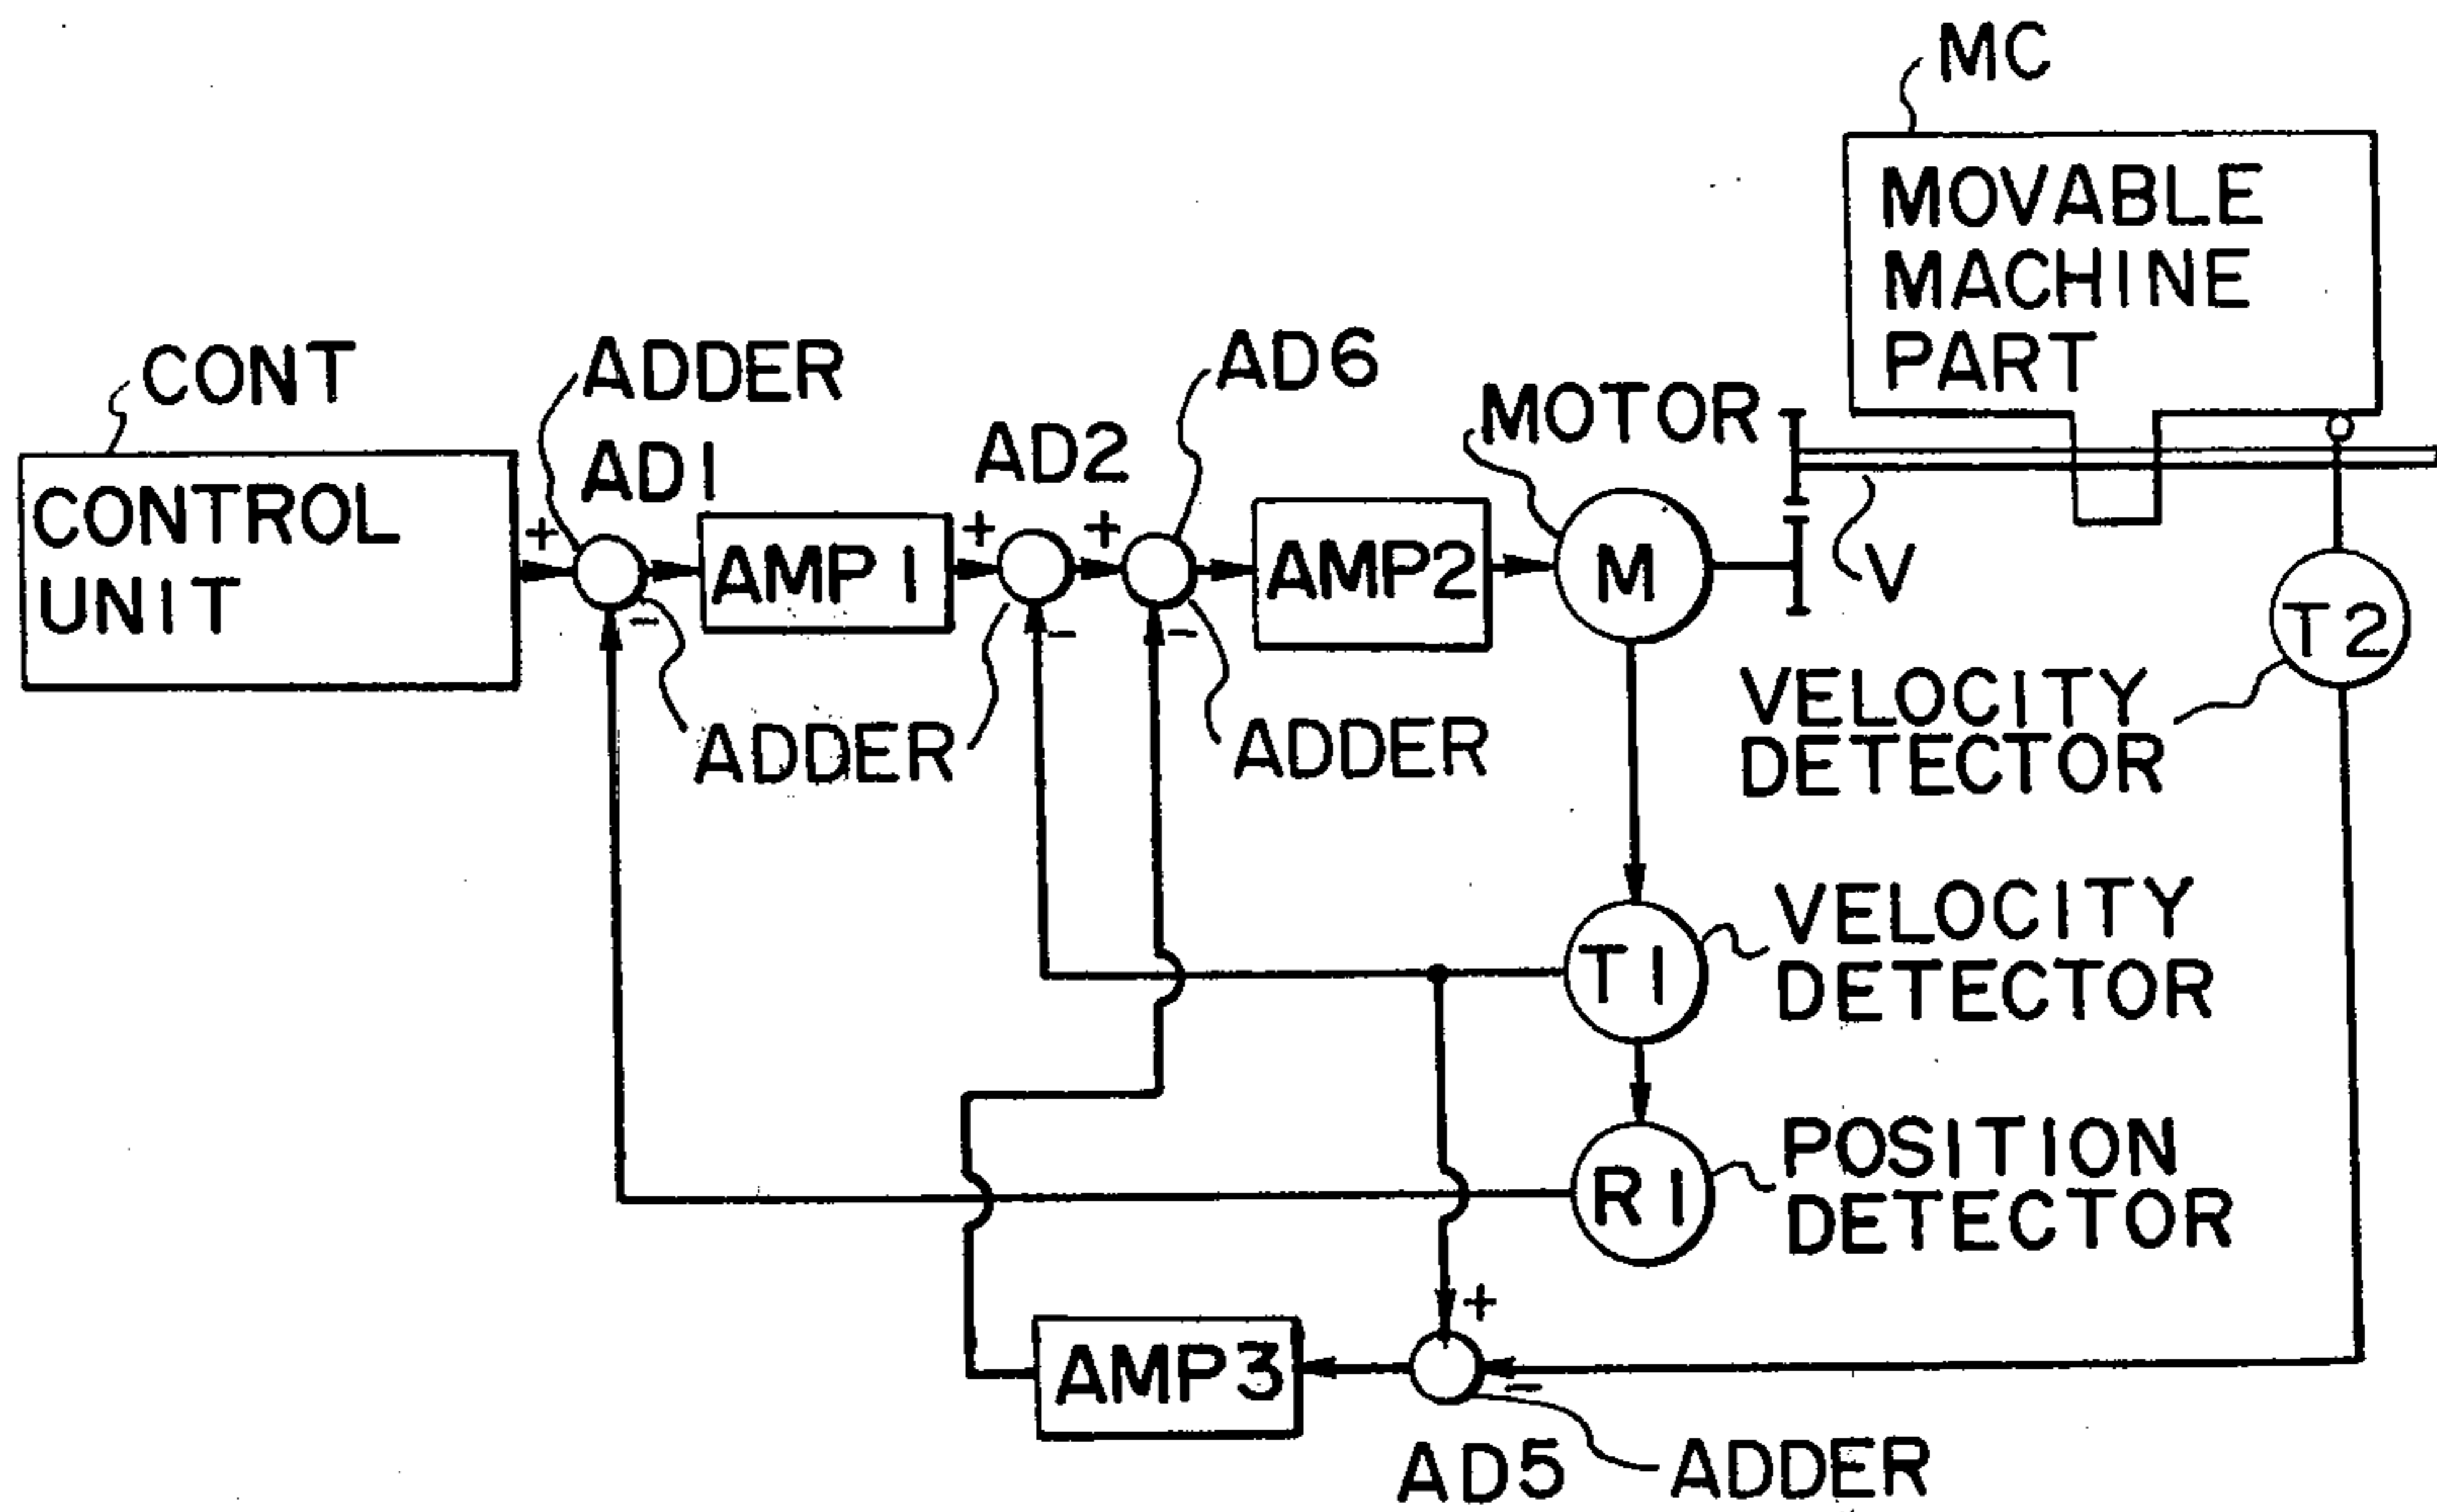 MC
MOVABLE
MACHINE
PART
CONT
ADDER
AD1
AD2
AD6
MOTOR
CONTROL
UNIT
+
-
AMP1
+
-
+
-
AMP2
M
V
T2
ADDER
ADDER
VELOCITY
DETECTOR
T1
VELOCITY
DETECTOR
R1
POSITION
DETECTOR
+
-
AMP3
AD5
ADDER